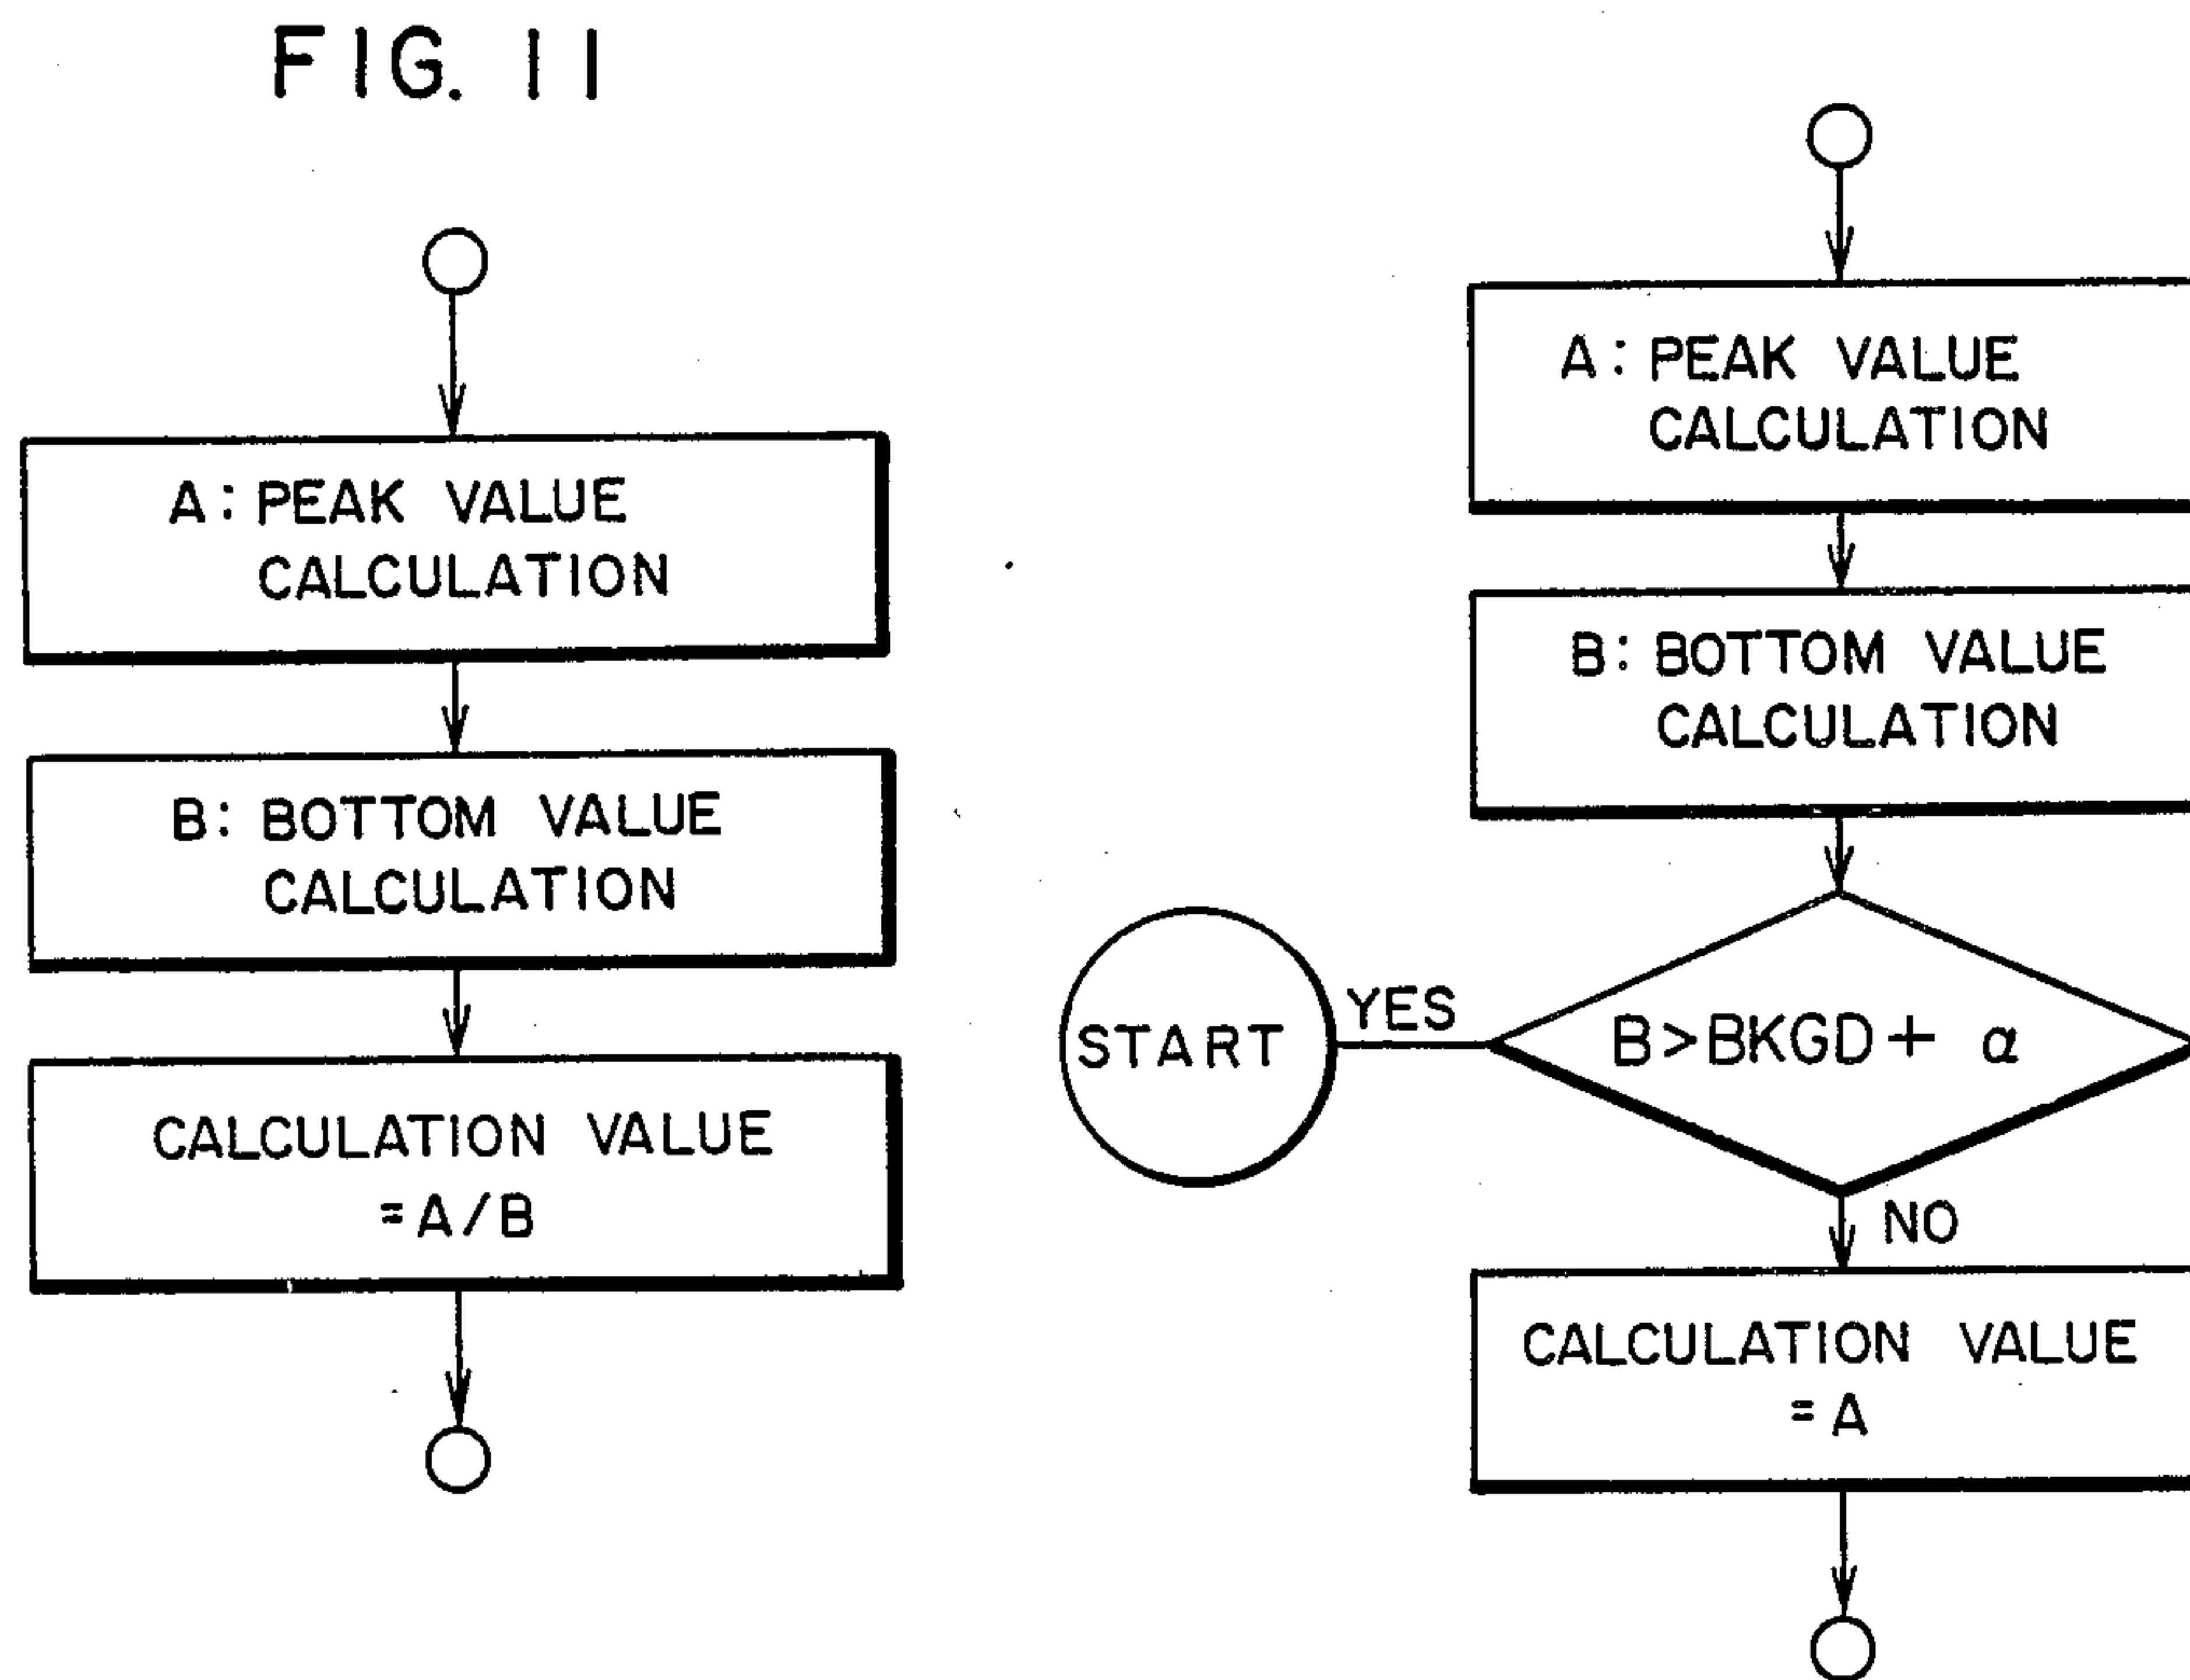 FIG. 11
A: PEAK VALUE
CALCULATION
B: BOTTOM VALUE
CALCULATION
CALCULATION VALUE
=A/B
A: PEAK VALUE
CALCULATION
B: BOTTOM VALUE
CALCULATION
START
YES
B>BKGD+ α
NO
CALCULATION VALUE
=A